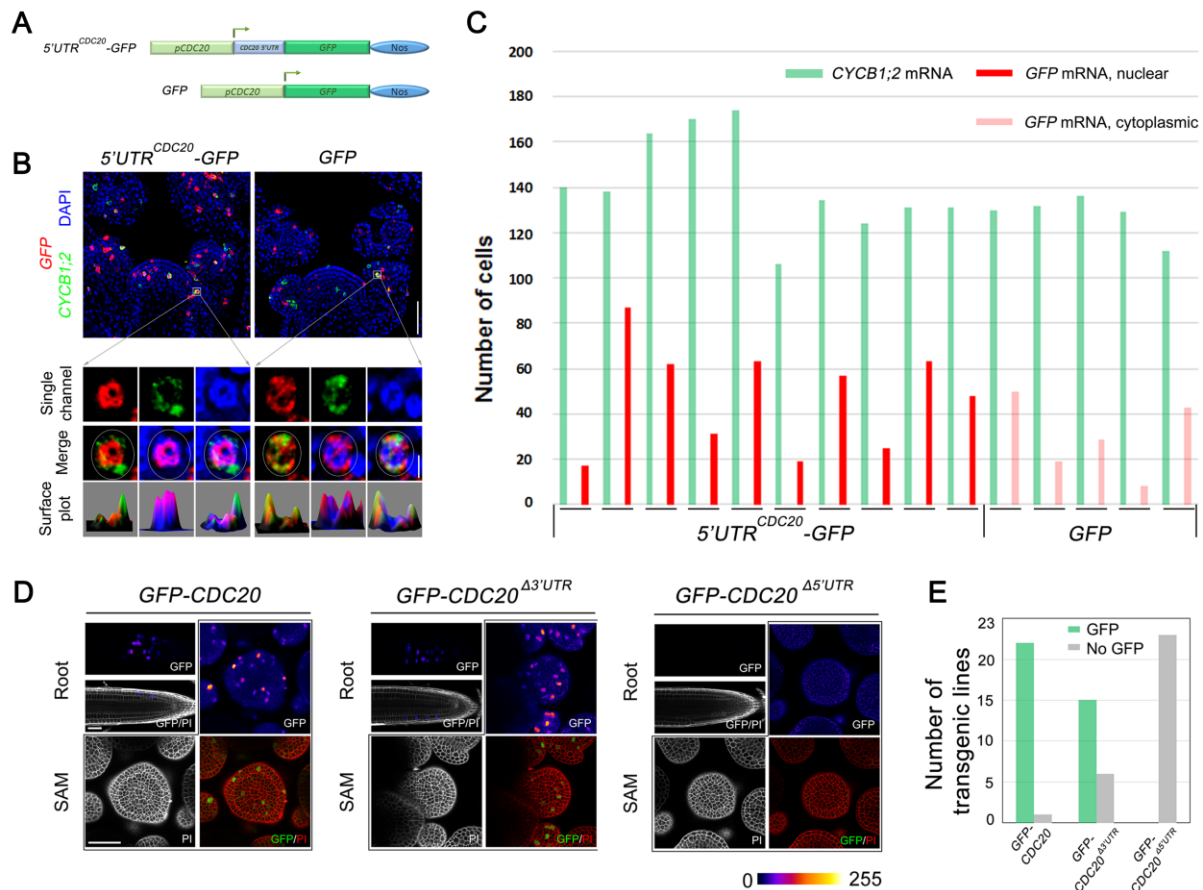 A
5'UTR^CDC20-GFP
pCDC20
CDC20 5'UTR
GFP
Nos
GFP
pCDC20
GFP
Nos
B
5'UTR^CDC20 -GFP
GFP
GFP
CYCB1;2
DAPI
Single channel
Merge
Surface plot
C
Number of cells
200
180
160
140
120
100
80
60
40
20
0
CYCB1;2 mRNA
GFP mRNA, nuclear
GFP mRNA, cytoplasmic
5'UTR^CDC20 -GFP
GFP
D
GFP-CDC20
GFP-CDC20^Δ3'UTR
GFP-CDC20^Δ5'UTR
Root
GFP
GFP/PI
GFP
SAM
PI
GFP/PI
Root
GFP
GFP/PI
GFP
SAM
PI
GFP/PI
Root
GFP
GFP/PI
GFP
SAM
PI
GFP/PI
0
255
E
Number of
transgenic lines
23
20
15
10
5
0
GFP
No GFP
GFP-
CDC20
GFP-
CDC20^Δ3'UTR
GFP-
CDC20^Δ5'UTR